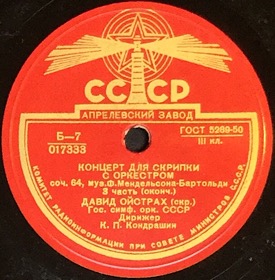 СССР
АПРЕЛЕВСКИЙ ЗАВОД
Б—7
017333
ГОСТ 5289-50
III кл.
КОНЦЕРТ ДЛЯ СКРИПКИ
С ОРКЕСТРОМ
соч. 64, муз. Ф. Мендельсона-Бартольди
3 часть (оконч.)
ДАВИД ОЙСТРАХ (скр.)
Гос. симф. орк. СССР
Дирижер
К. П. Кондрашин
КОМИТЕТ РАДИОИНФОРМАЦИИ ПРИ СОВЕТЕ МИНИСТРОВ С.С.С.Р.